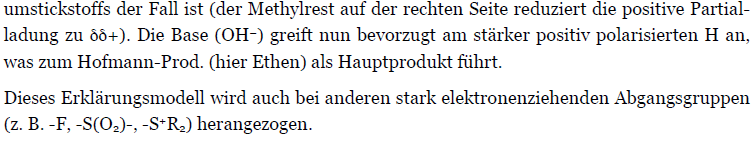 umstickstoffs der Fall ist (der Methylrest auf der rechten Seite reduziert die positive Partial-
ladung zu δδ+). Die Base (OH⁻) greift nun bevorzugt am stärker positiv polarisierten H an,
was zum Hofmann-Prod. (hier Ethen) als Hauptprodukt führt.
Dieses Erklärungsmodell wird auch bei anderen stark elektronenziehenden Abgangsgruppen
(z. B. -F, -S(O₂)-, -S⁺R₂) herangezogen.